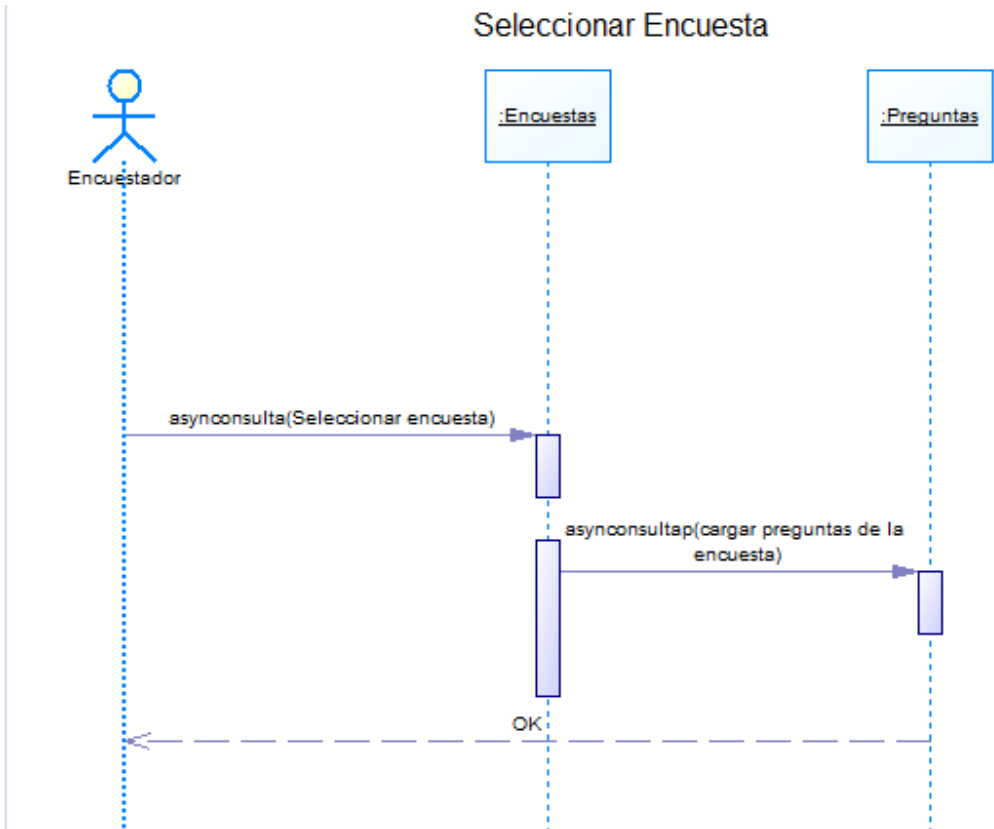 Seleccionar Encuesta
:Encuestas
:Preguntas
Encuestador
asynconsulta(Seleccionar encuesta)
asynconsultap(cargar preguntas de la
encuesta)
OK